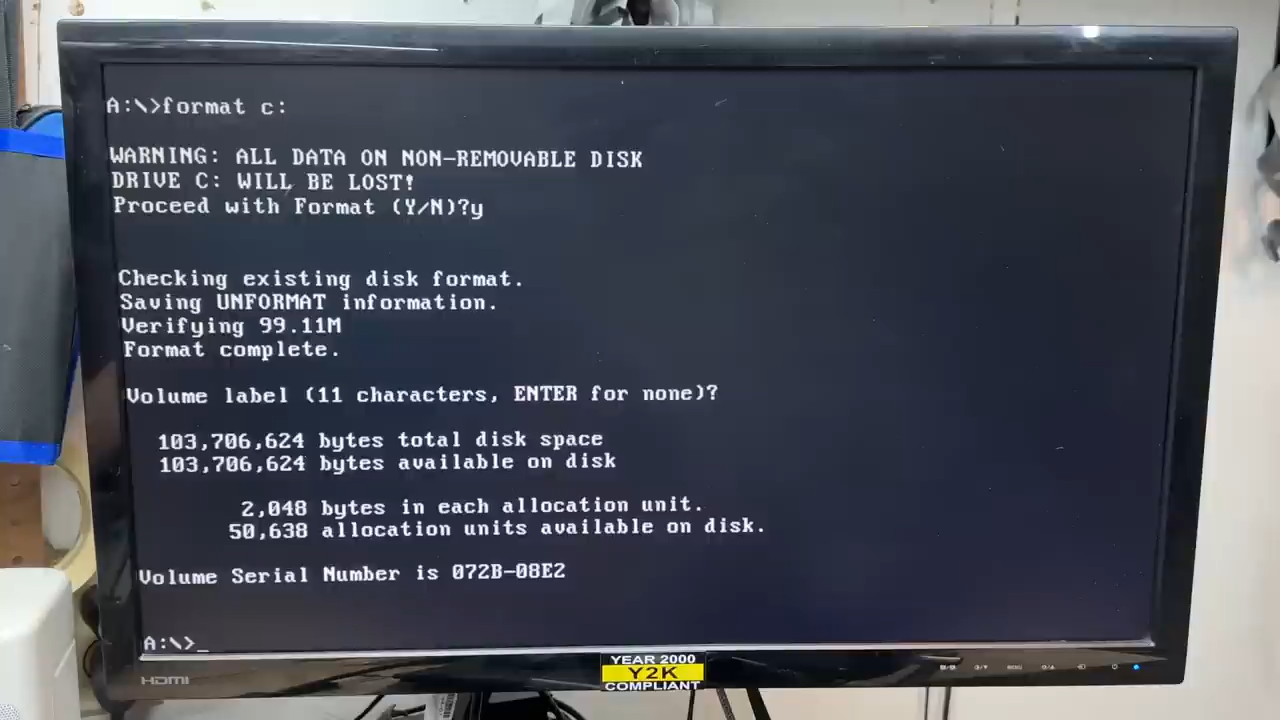 A:\>format c:
WARNING: ALL DATA ON NON-REMOVABLE DISK
DRIVE C: WILL BE LOST!
Proceed with Format (Y/N)?y
Checking existing disk format.
Saving UNFORMAT information.
Verifying 99.11M
Format complete.
Volume label (11 characters, ENTER for none)?
103,706,624 bytes total disk space
103,706,624 bytes available on disk
2,048 bytes in each allocation unit.
50,638 allocation units available on disk.
Volume Serial Number is 072B-08E2
A:\>_
HDMI
YEAR 2000
Y2K
COMPLIANT